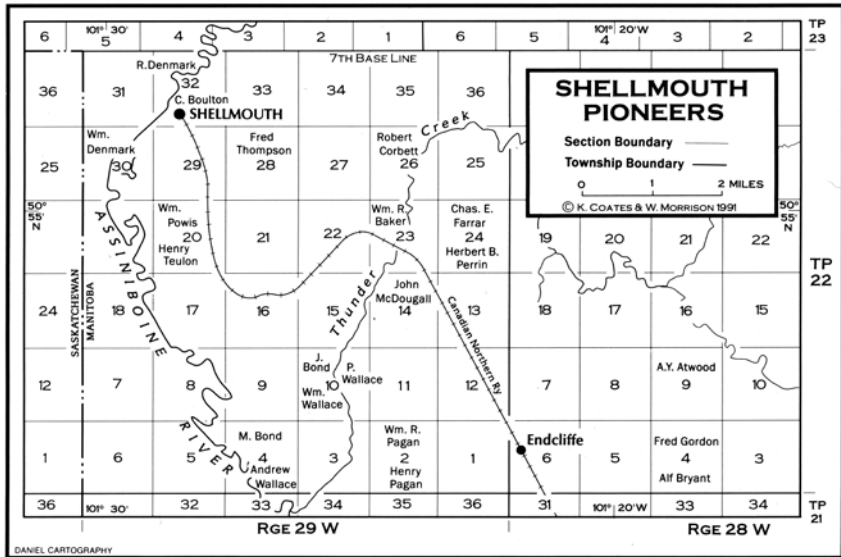 101° 30'
101° 20' W
TP
23
6 5 4 3 2 1 6 5 4 3 2
R. Denmark
7TH BASE LINE
36 31 32 33 34 35 36
C. Boulton
SHELLMOUTH
SHELLMOUTH
PIONEERS
Section Boundary
Township Boundary
0 1 2 MILES
© K. COATES & W. MORRISON 1991
Creek
Wm.
Denmark
Fred
Thompson
Robert
Corbett
25 30 29 28 27 26 25
50°
55'
N
50°
55'
N
Wm.
Powis
Henry
Teulon
Wm. R.
Baker
Chas. E.
Farrar
Herbert B.
Perrin
20 21 22 23 24 19 20 21 22
ASSINIBOINE
TP
22
SASKATCHEWAN
MANITOBA
John
McDougall
Thunder
Canadian Northern Ry
24 18 17 16 15 14 13 18 17 16 15
J.
Bond
P.
Wallace
Wm.
Wallace
A.Y. Atwood
12 7 8 9 10 11 12 7 8 9 10
RIVER
M. Bond
Andrew
Wallace
Wm. R.
Pagan
Henry
Pagan
Endcliffe
Fred Gordon
Alf Bryant
1 6 5 4 3 2 1 6 5 4 3
36 101° 30' 32 33 34 35 36 31 101° 20' W 33 34
TP
21
RGE 29 W
RGE 28 W
DANIEL CARTOGRAPHY